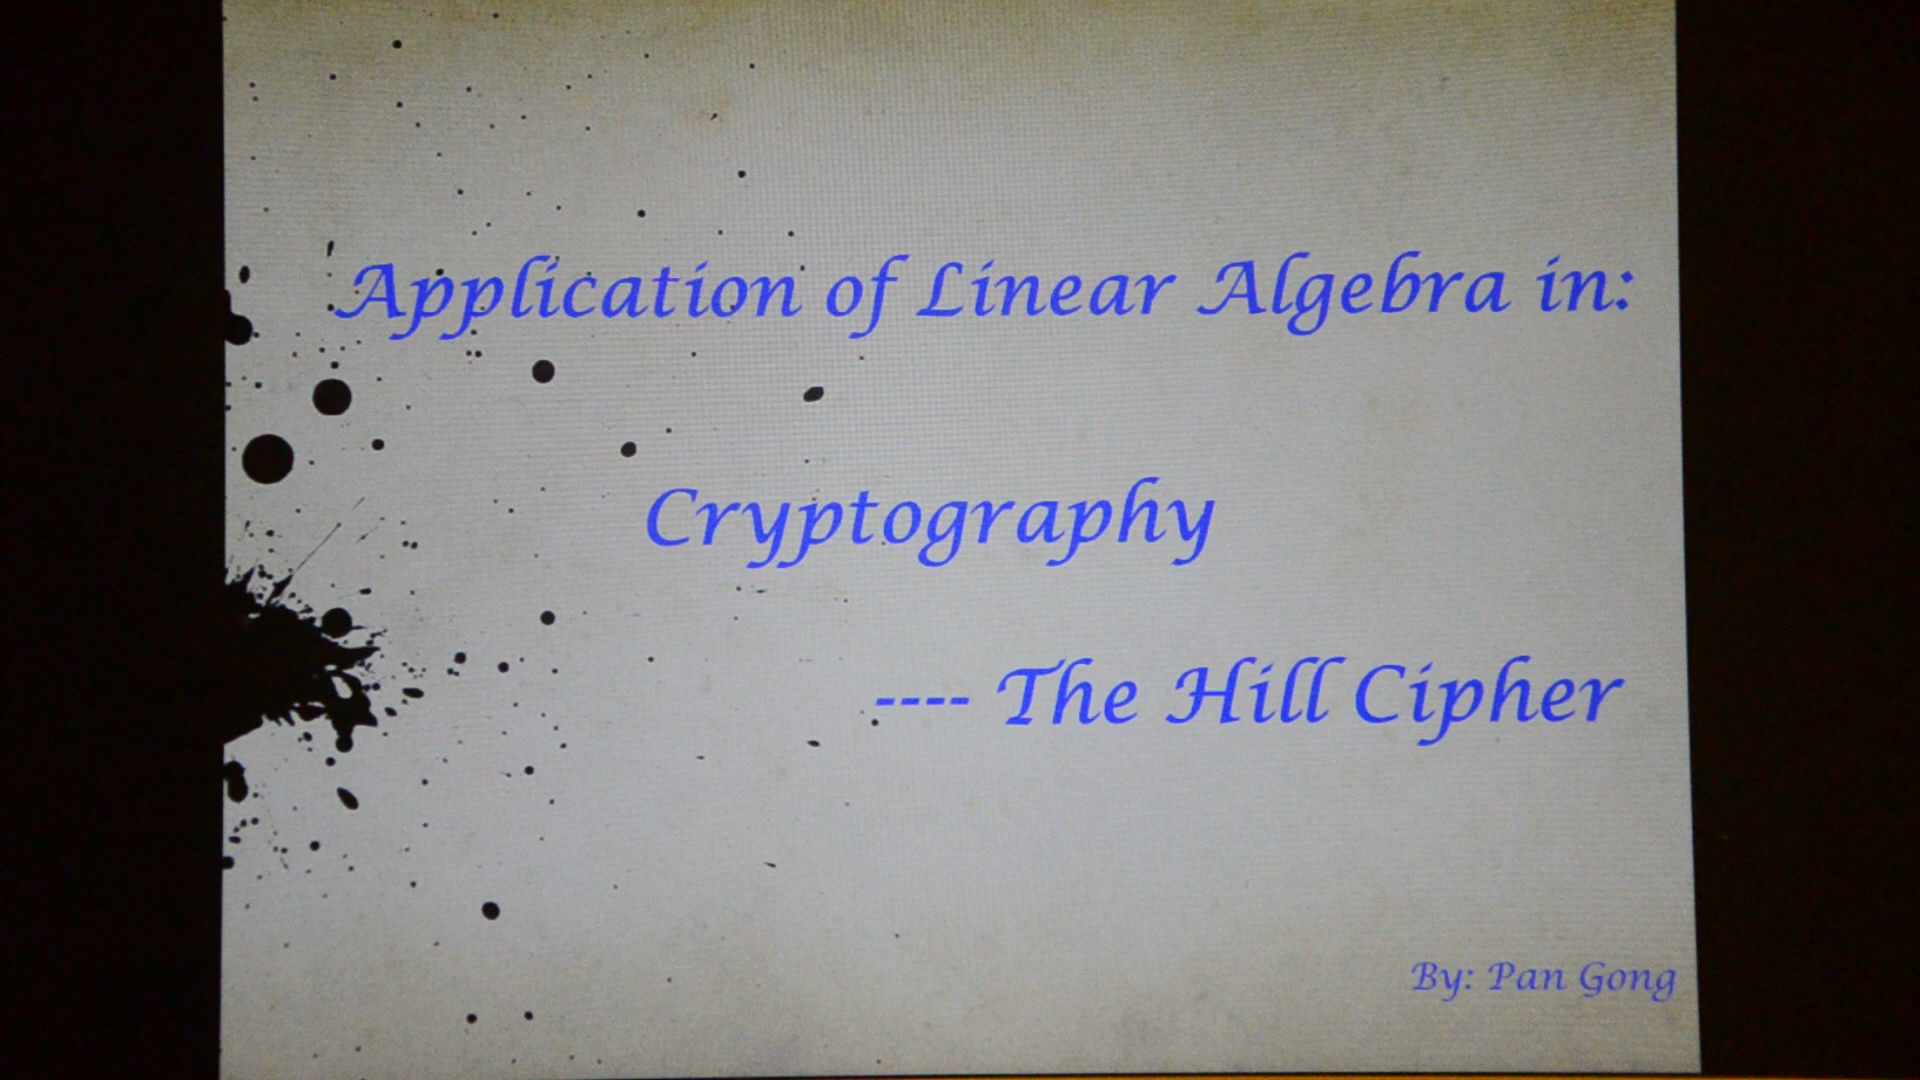 Application of Linear Algebra in:
Cryptography
---- The Hill Cipher
By: Pan Gong